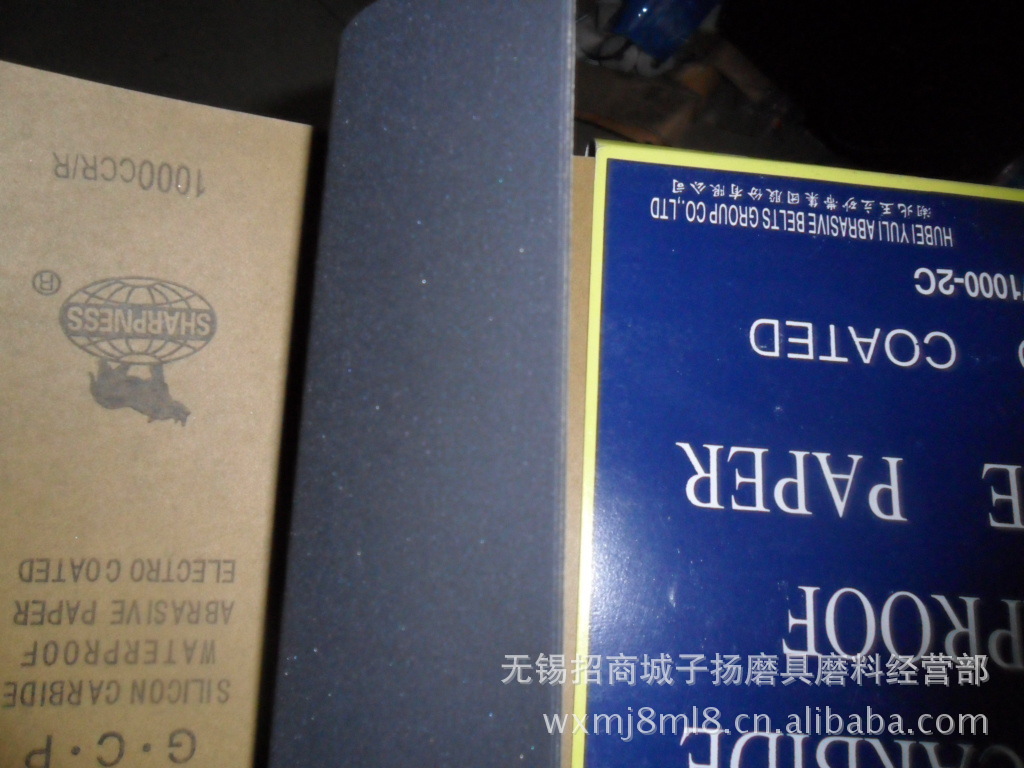 G·C·P
SILICON CARBIDE
WATERPROOF
ABRASIVE PAPER
ELECTRO COATED
SHARPNESS
®
1000CCR/R
CARBIDE
PROOF
E PAPER
COATED
1000-2C
HUBEI YULI ABRASIVE BELTS GROUP CO.,LTD
湖北玉立砂带集团股份有限公司
无锡招商城子扬磨具磨料经营部
wxmj8ml8.cn.alibaba.com